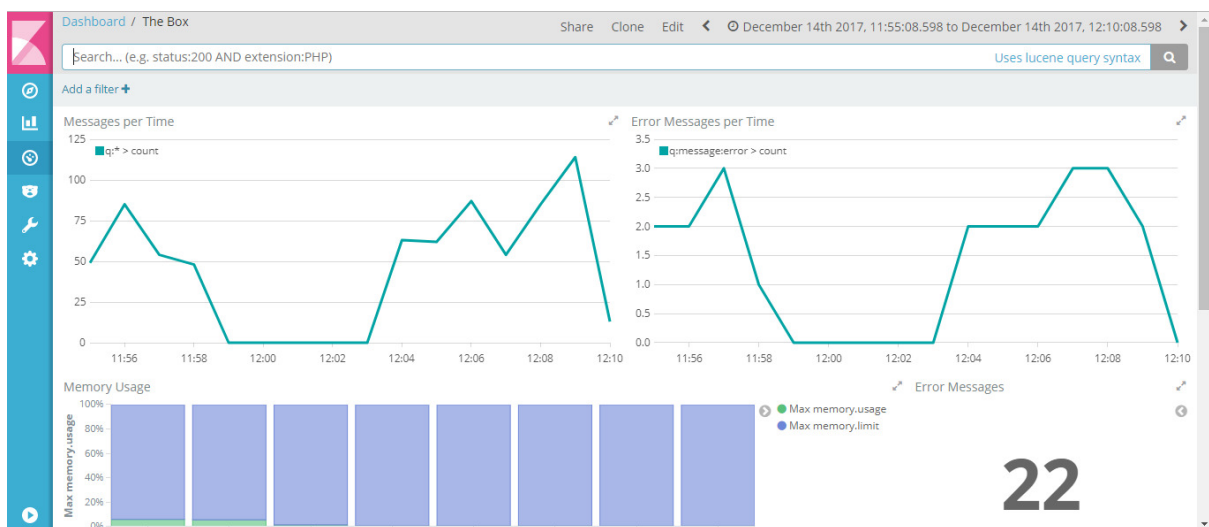 Dashboard / The Box
Share Clone Edit December 14th 2017, 11:55:08.598 to December 14th 2017, 12:10:08.598
Search... (e.g. status:200 AND extension:PHP) Uses lucene query syntax
Add a filter +
Messages per Time
q:* > count
125
100
75
50
25
0
11:56 11:58 12:00 12:02 12:04 12:06 12:08 12:10
Error Messages per Time
q:message:error > count
3.5
3.0
2.5
2.0
1.5
1.0
0.5
0.0
11:56 11:58 12:00 12:02 12:04 12:06 12:08 12:10
Memory Usage
Max memory.usage
100%
80%
60%
40%
20%
0%
Max memory.usage
Max memory.limit
Error Messages
22